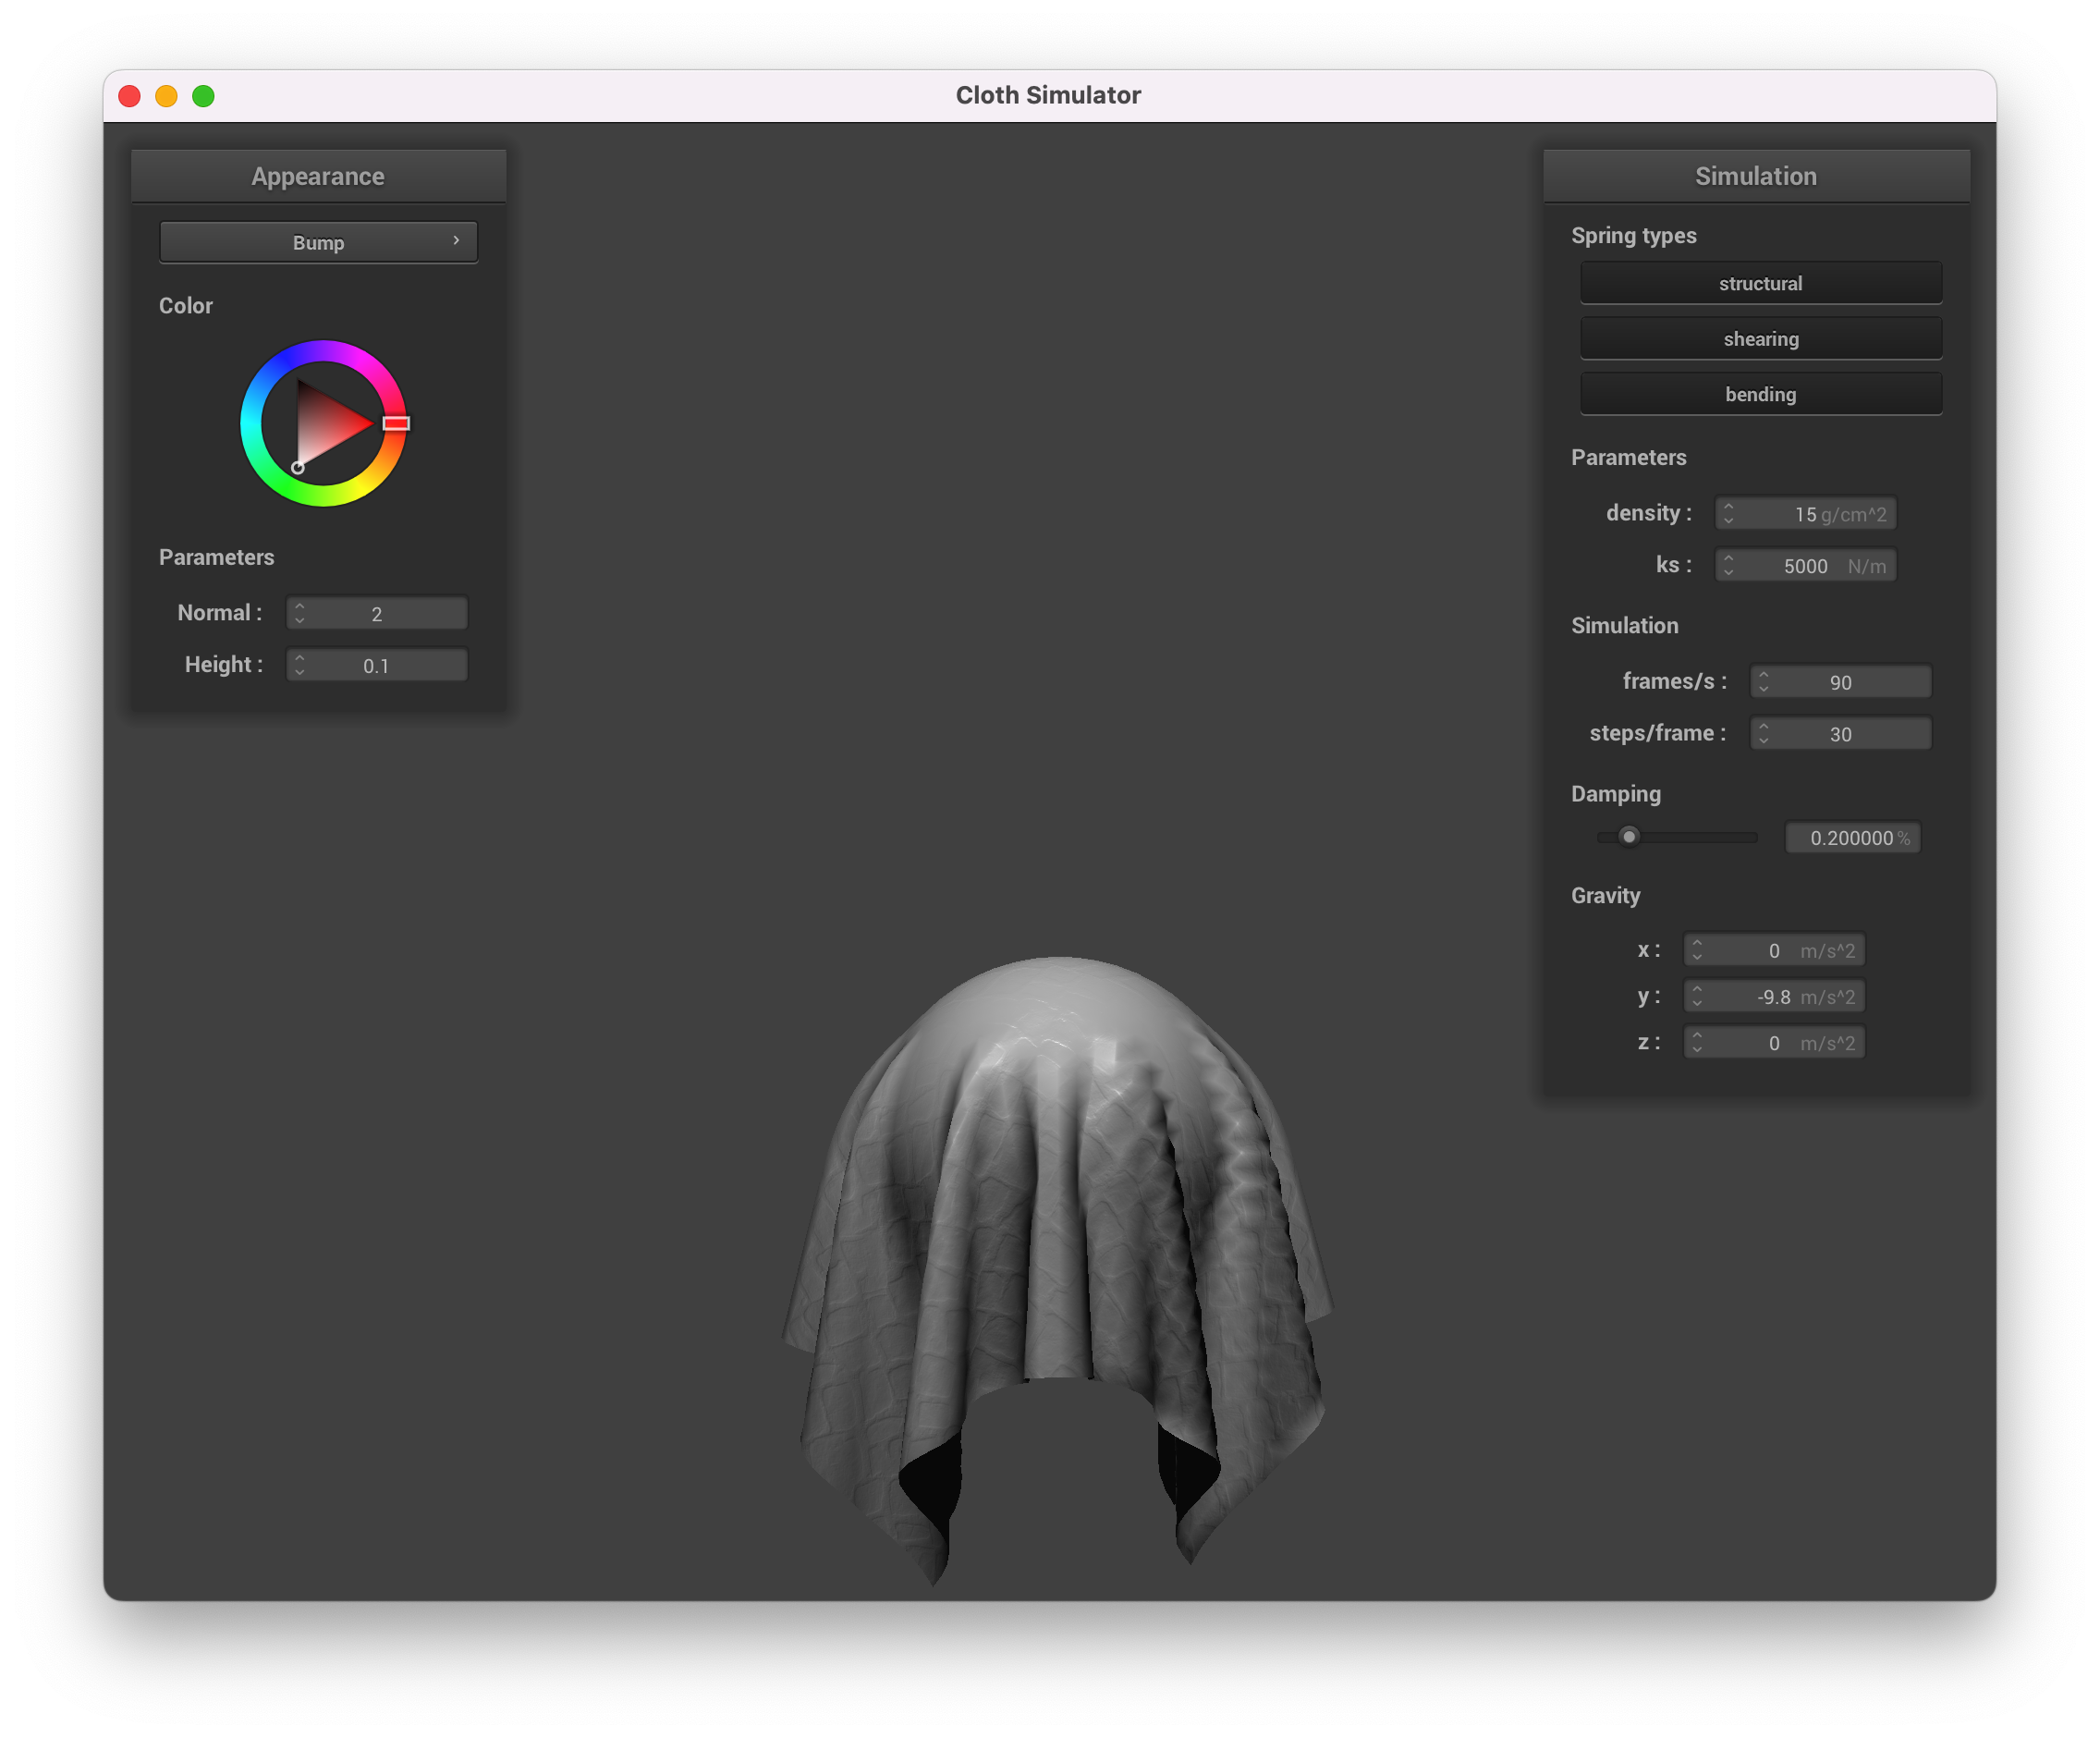 Cloth Simulator
Appearance
Bump
Color
Parameters
Normal : 2
Height : 0.1
Simulation
Spring types
structural
shearing
bending
Parameters
density : 15 g/cm^2
ks : 5000 N/m
Simulation
frames/s : 90
steps/frame : 30
Damping
0.200000 %
Gravity
x : 0 m/s^2
y : -9.8 m/s^2
z : 0 m/s^2